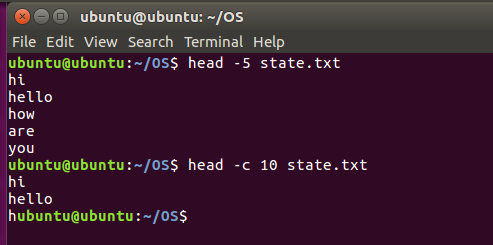 ubuntu@ubuntu: ~/OS
File Edit View Search Terminal Help
ubuntu@ubuntu:~/OS$ head -5 state.txt
hi
hello
how
are
you
ubuntu@ubuntu:~/OS$ head -c 10 state.txt
hi
hello
hubuntu@ubuntu:~/OS$